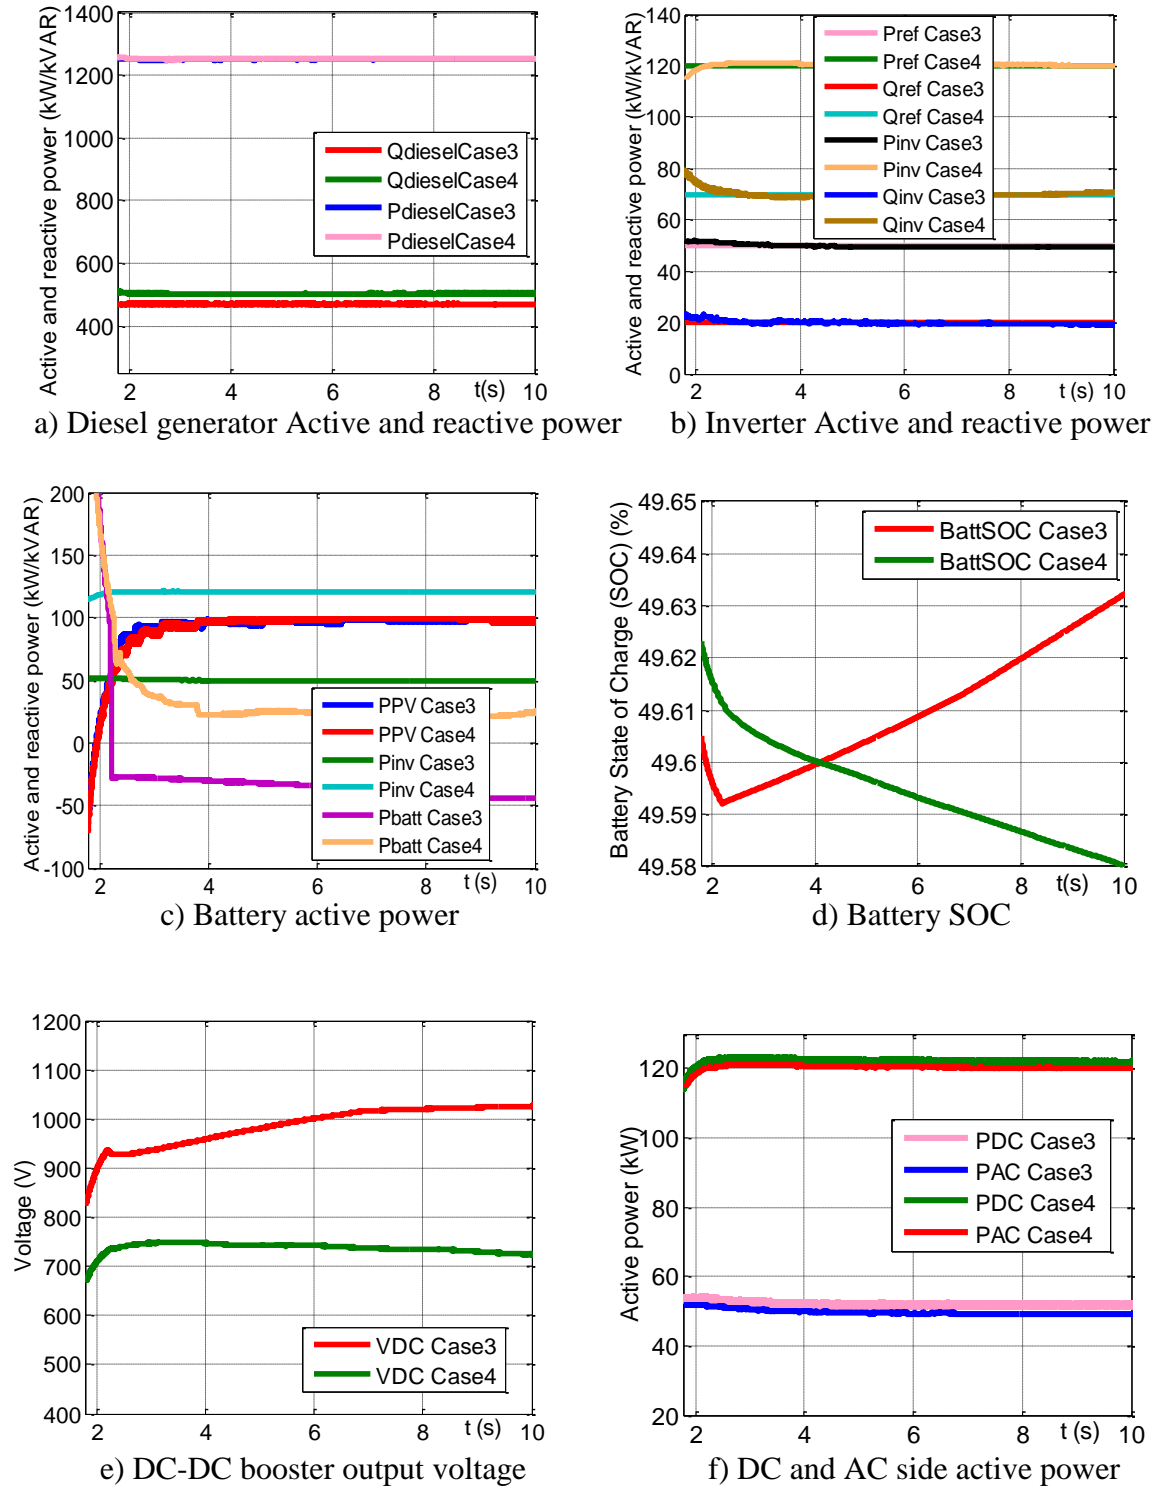 1400
1200
1000
800
600
400
2
4
6
8
10
t(s)
Active and reactive power (kW/kVAR)
QdieselCase3
QdieselCase4
PdieselCase3
PdieselCase4
a) Diesel generator Active and reactive power
140
120
100
80
60
40
20
0
2
4
6
8
10
t (s)
Active and reactive power (kW/kVAR)
Pref Case3
Pref Case4
Qref Case3
Qref Case4
Pinv Case3
Pinv Case4
Qinv Case3
Qinv Case4
b) Inverter Active and reactive power
200
150
100
50
0
-50
-100
2
4
6
8
10
t (s)
Active and reactive power (kW/kVAR)
PPV Case3
PPV Case4
Pinv Case3
Pinv Case4
Pbatt Case3
Pbatt Case4
c) Battery active power
49.65
49.64
49.63
49.62
49.61
49.6
49.59
49.58
2
4
6
8
10
t(s)
Battery State of Charge (SOC) (%)
BattSOC Case3
BattSOC Case4
d) Battery SOC
1200
1100
1000
900
800
700
600
500
400
2
4
6
8
10
t (s)
Voltage (V)
VDC Case3
VDC Case4
e) DC-DC booster output voltage
120
100
80
60
40
20
2
4
6
8
10
t (s)
Active power (kW)
PDC Case3
PAC Case3
PDC Case4
PAC Case4
f) DC and AC side active power